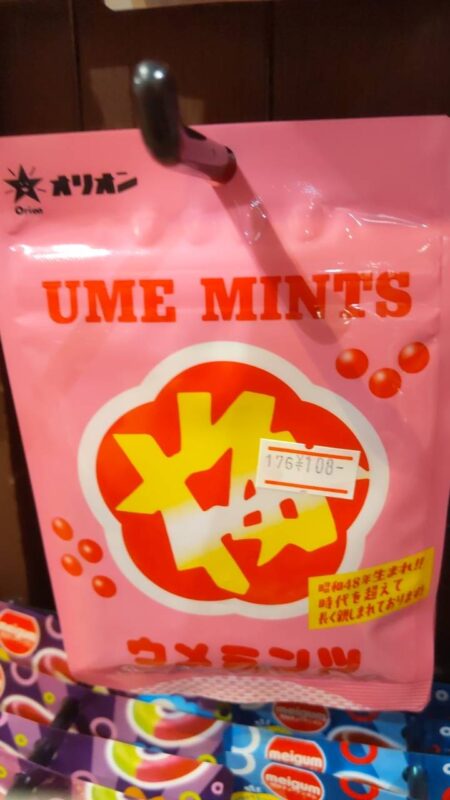 オリオン
Orion
UME MINTS
梅
176¥108-
昭和48年生まれ!!
時代を超えて
長く親しまれております
ウメミンツ
meigum
meigum
meigum
meigum